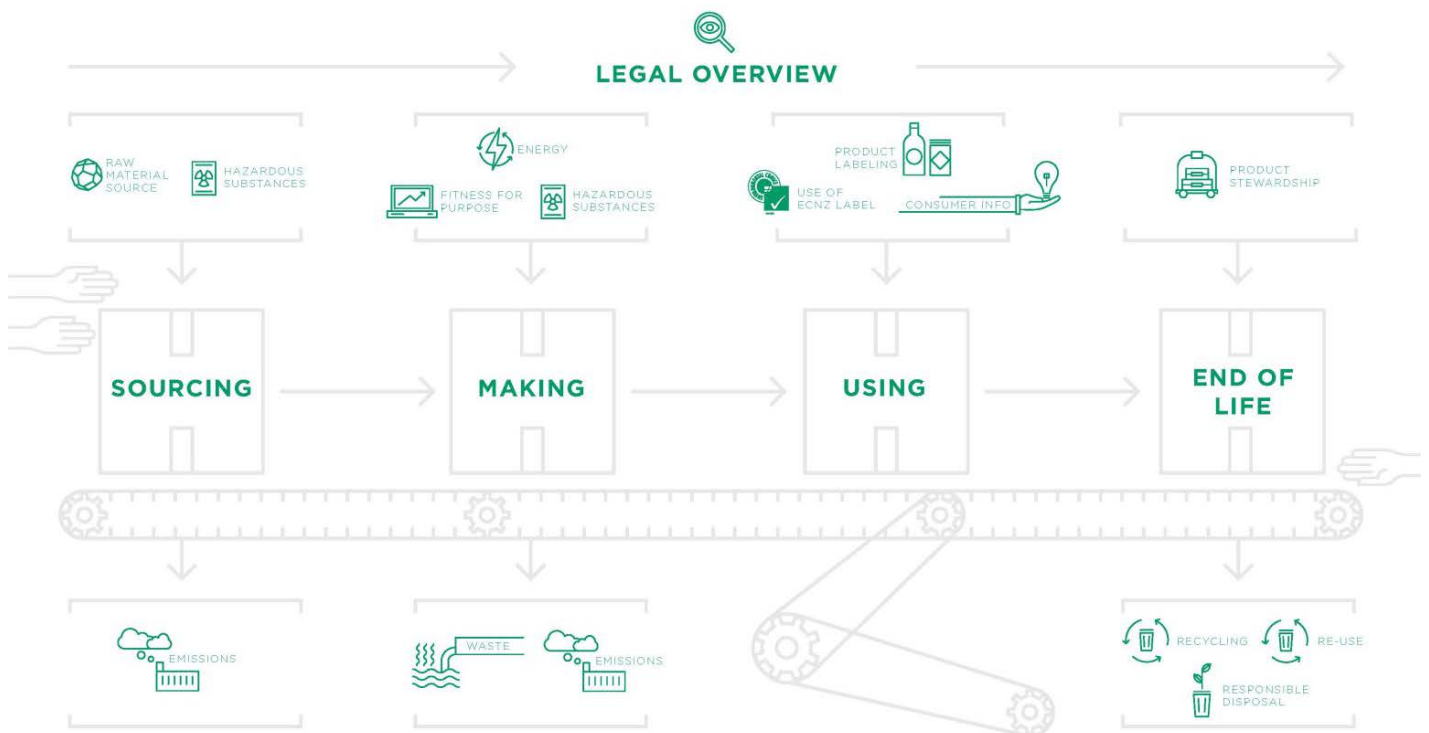 LEGAL OVERVIEW
RAW
MATERIAL
SOURCE
HAZARDOUS
SUBSTANCES
ENERGY
FITNESS FOR
PURPOSE
HAZARDOUS
SUBSTANCES
PRODUCT
LABELING
USE OF
ECNZ LABEL
CONSUMER INFO
PRODUCT
STEWARDSHIP
SOURCING
MAKING
USING
END OF
LIFE
EMISSIONS
WASTE
EMISSIONS
RECYCLING
RE-USE
RESPONSIBLE
DISPOSAL